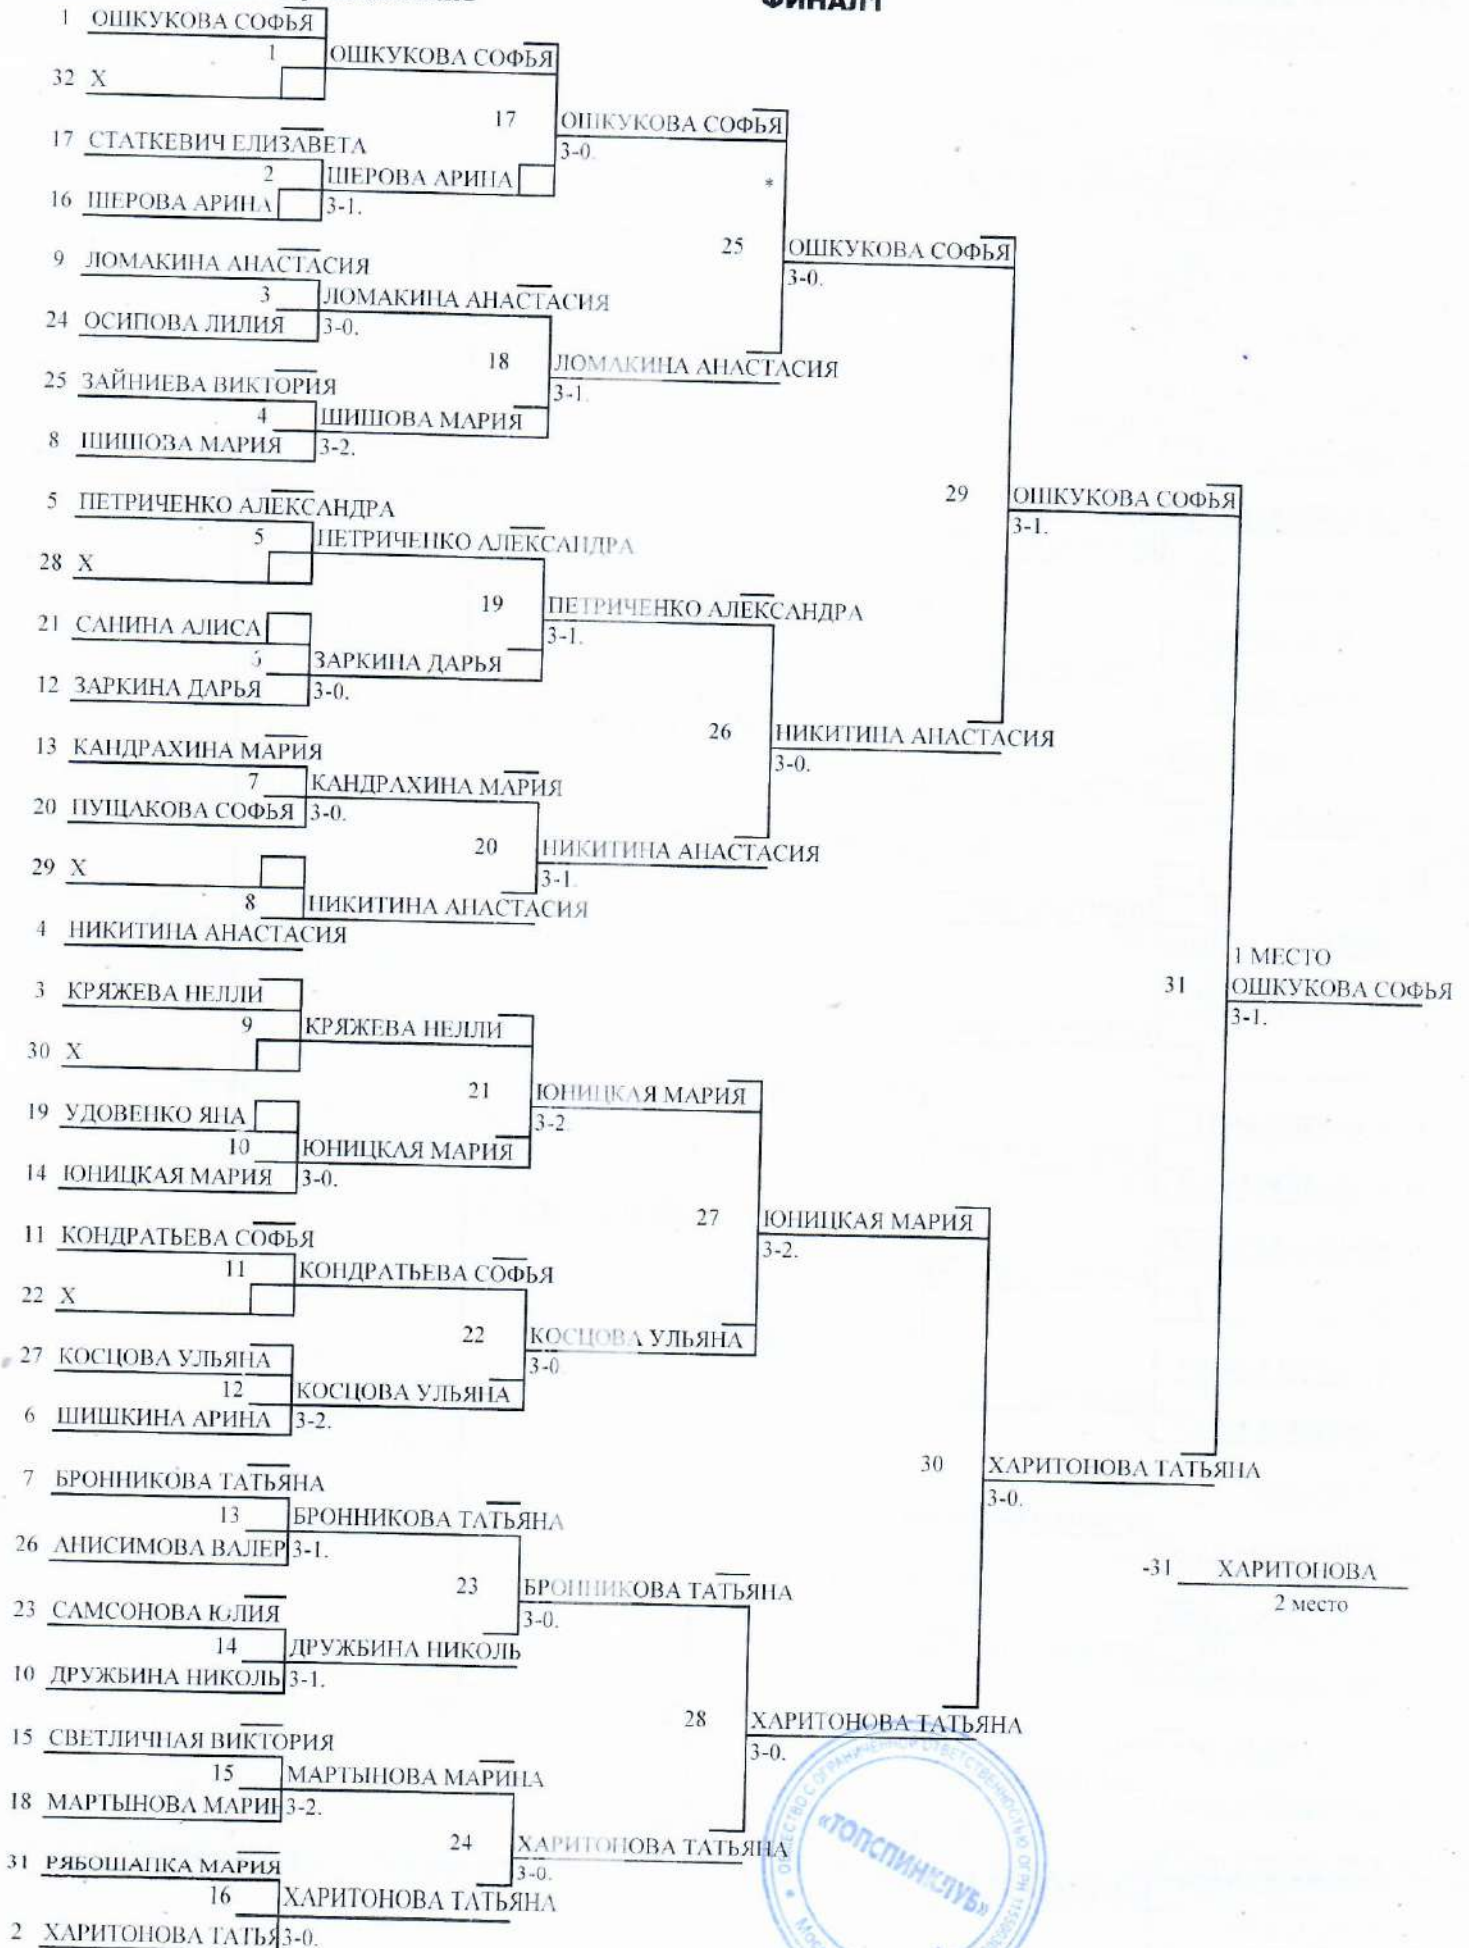 ФИНАЛ1
1 ОШКУКОВА СОФЬЯ
1 ОШКУКОВА СОФЬЯ
32 X
17 ОШКУКОВА СОФЬЯ
3-0.
17 СТАТКЕВИЧ ЕЛИЗАВЕТА
2 ШЕРОВА АРИНА
*
16 ШЕРОВА АРИНА 3-1.
25 ОШКУКОВА СОФЬЯ
3-0.
9 ЛОМАКИНА АНАСТАСИЯ
3 ЛОМАКИНА АНАСТАСИЯ
24 ОСИПОВА ЛИЛИЯ 3-0.
18 ЛОМАКИНА АНАСТАСИЯ
3-1.
25 ЗАЙНИЕВА ВИКТОРИЯ
4 ШИШОВА МАРИЯ
8 ШИШОВА МАРИЯ 3-2.
29 ОШКУКОВА СОФЬЯ
3-1.
5 ПЕТРИЧЕНКО АЛЕКСАНДРА
5 ПЕТРИЧЕНКО АЛЕКСАНДРА
28 X
19 ПЕТРИЧЕНКО АЛЕКСАНДРА
3-1.
21 САНИНА АЛИСА
6 ЗАРКИНА ДАРЬЯ
12 ЗАРКИНА ДАРЬЯ 3-0.
26 НИКИТИНА АНАСТАСИЯ
3-0.
13 КАНДРАХИНА МАРИЯ
7 КАНДРАХИНА МАРИЯ
20 ПУЩАКОВА СОФЬЯ 3-0.
20 НИКИТИНА АНАСТАСИЯ
3-1.
29 X
8 НИКИТИНА АНАСТАСИЯ
4 НИКИТИНА АНАСТАСИЯ
1 МЕСТО
31 ОШКУКОВА СОФЬЯ
3-1.
3 КРЯЖЕВА НЕЛЛИ
9 КРЯЖЕВА НЕЛЛИ
30 X
21 ЮНИЦКАЯ МАРИЯ
3-2.
19 УДОВЕНКО ЯНА
10 ЮНИЦКАЯ МАРИЯ
14 ЮНИЦКАЯ МАРИЯ 3-0.
27 ЮНИЦКАЯ МАРИЯ
3-2.
11 КОНДРАТЬЕВА СОФЬЯ
11 КОНДРАТЬЕВА СОФЬЯ
22 X
22 КОСЦОВА УЛЬЯНА
3-0
27 КОСЦОВА УЛЬЯНА
12 КОСЦОВА УЛЬЯНА
6 ШИШКИНА АРИНА 3-2.
30 ХАРИТОНОВА ТАТЬЯНА
3-0.
7 БРОННИКОВА ТАТЬЯНА
13 БРОННИКОВА ТАТЬЯНА
26 АНИСИМОВА ВАЛЕР 3-1.
-31 ХАРИТОНОВА
2 место
23 БРОННИКОВА ТАТЬЯНА
3-0.
23 САМСОНОВА ЮЛИЯ
14 ДРУЖБИНА НИКОЛЬ
10 ДРУЖБИНА НИКОЛЬ 3-1.
28 ХАРИТОНОВА ТАТЬЯНА
3-0.
15 СВЕТЛИЧНАЯ ВИКТОРИЯ
15 МАРТЫНОВА МАРИНА
18 МАРТЫНОВА МАРИН 3-2.
24 ХАРИТОНОВА ТАТЬЯНА
3-0.
31 РЯБОШАПКА МАРИЯ
16 ХАРИТОНОВА ТАТЬЯНА
2 ХАРИТОНОВА ТАТЬЯ 3-0.
ОБЩЕСТВО С ОГРАНИЧЕННОЙ ОТВЕТСТВЕННОСТЬЮ ОГРН
«ТОПСПИНКЛУБ»